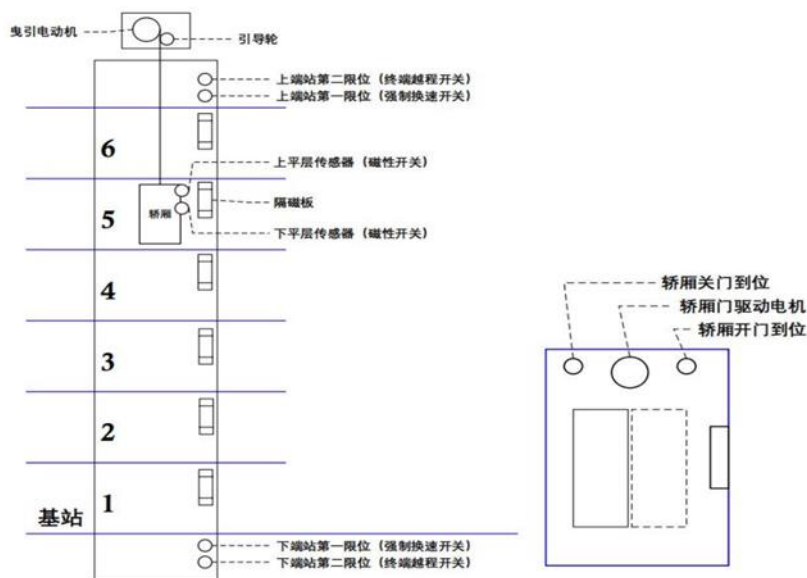 曳引电动机
引导轮
上端站第二限位（终端越程开关）
上端站第一限位（强制换速开关）
6
上平层传感器（磁性开关）
轿厢
5
隔磁板
下平层传感器（磁性开关）
4
3
2
1
基站
下端站第一限位（强制换速开关）
下端站第二限位（终端越程开关）
轿厢关门到位
轿厢门驱动电机
轿厢开门到位